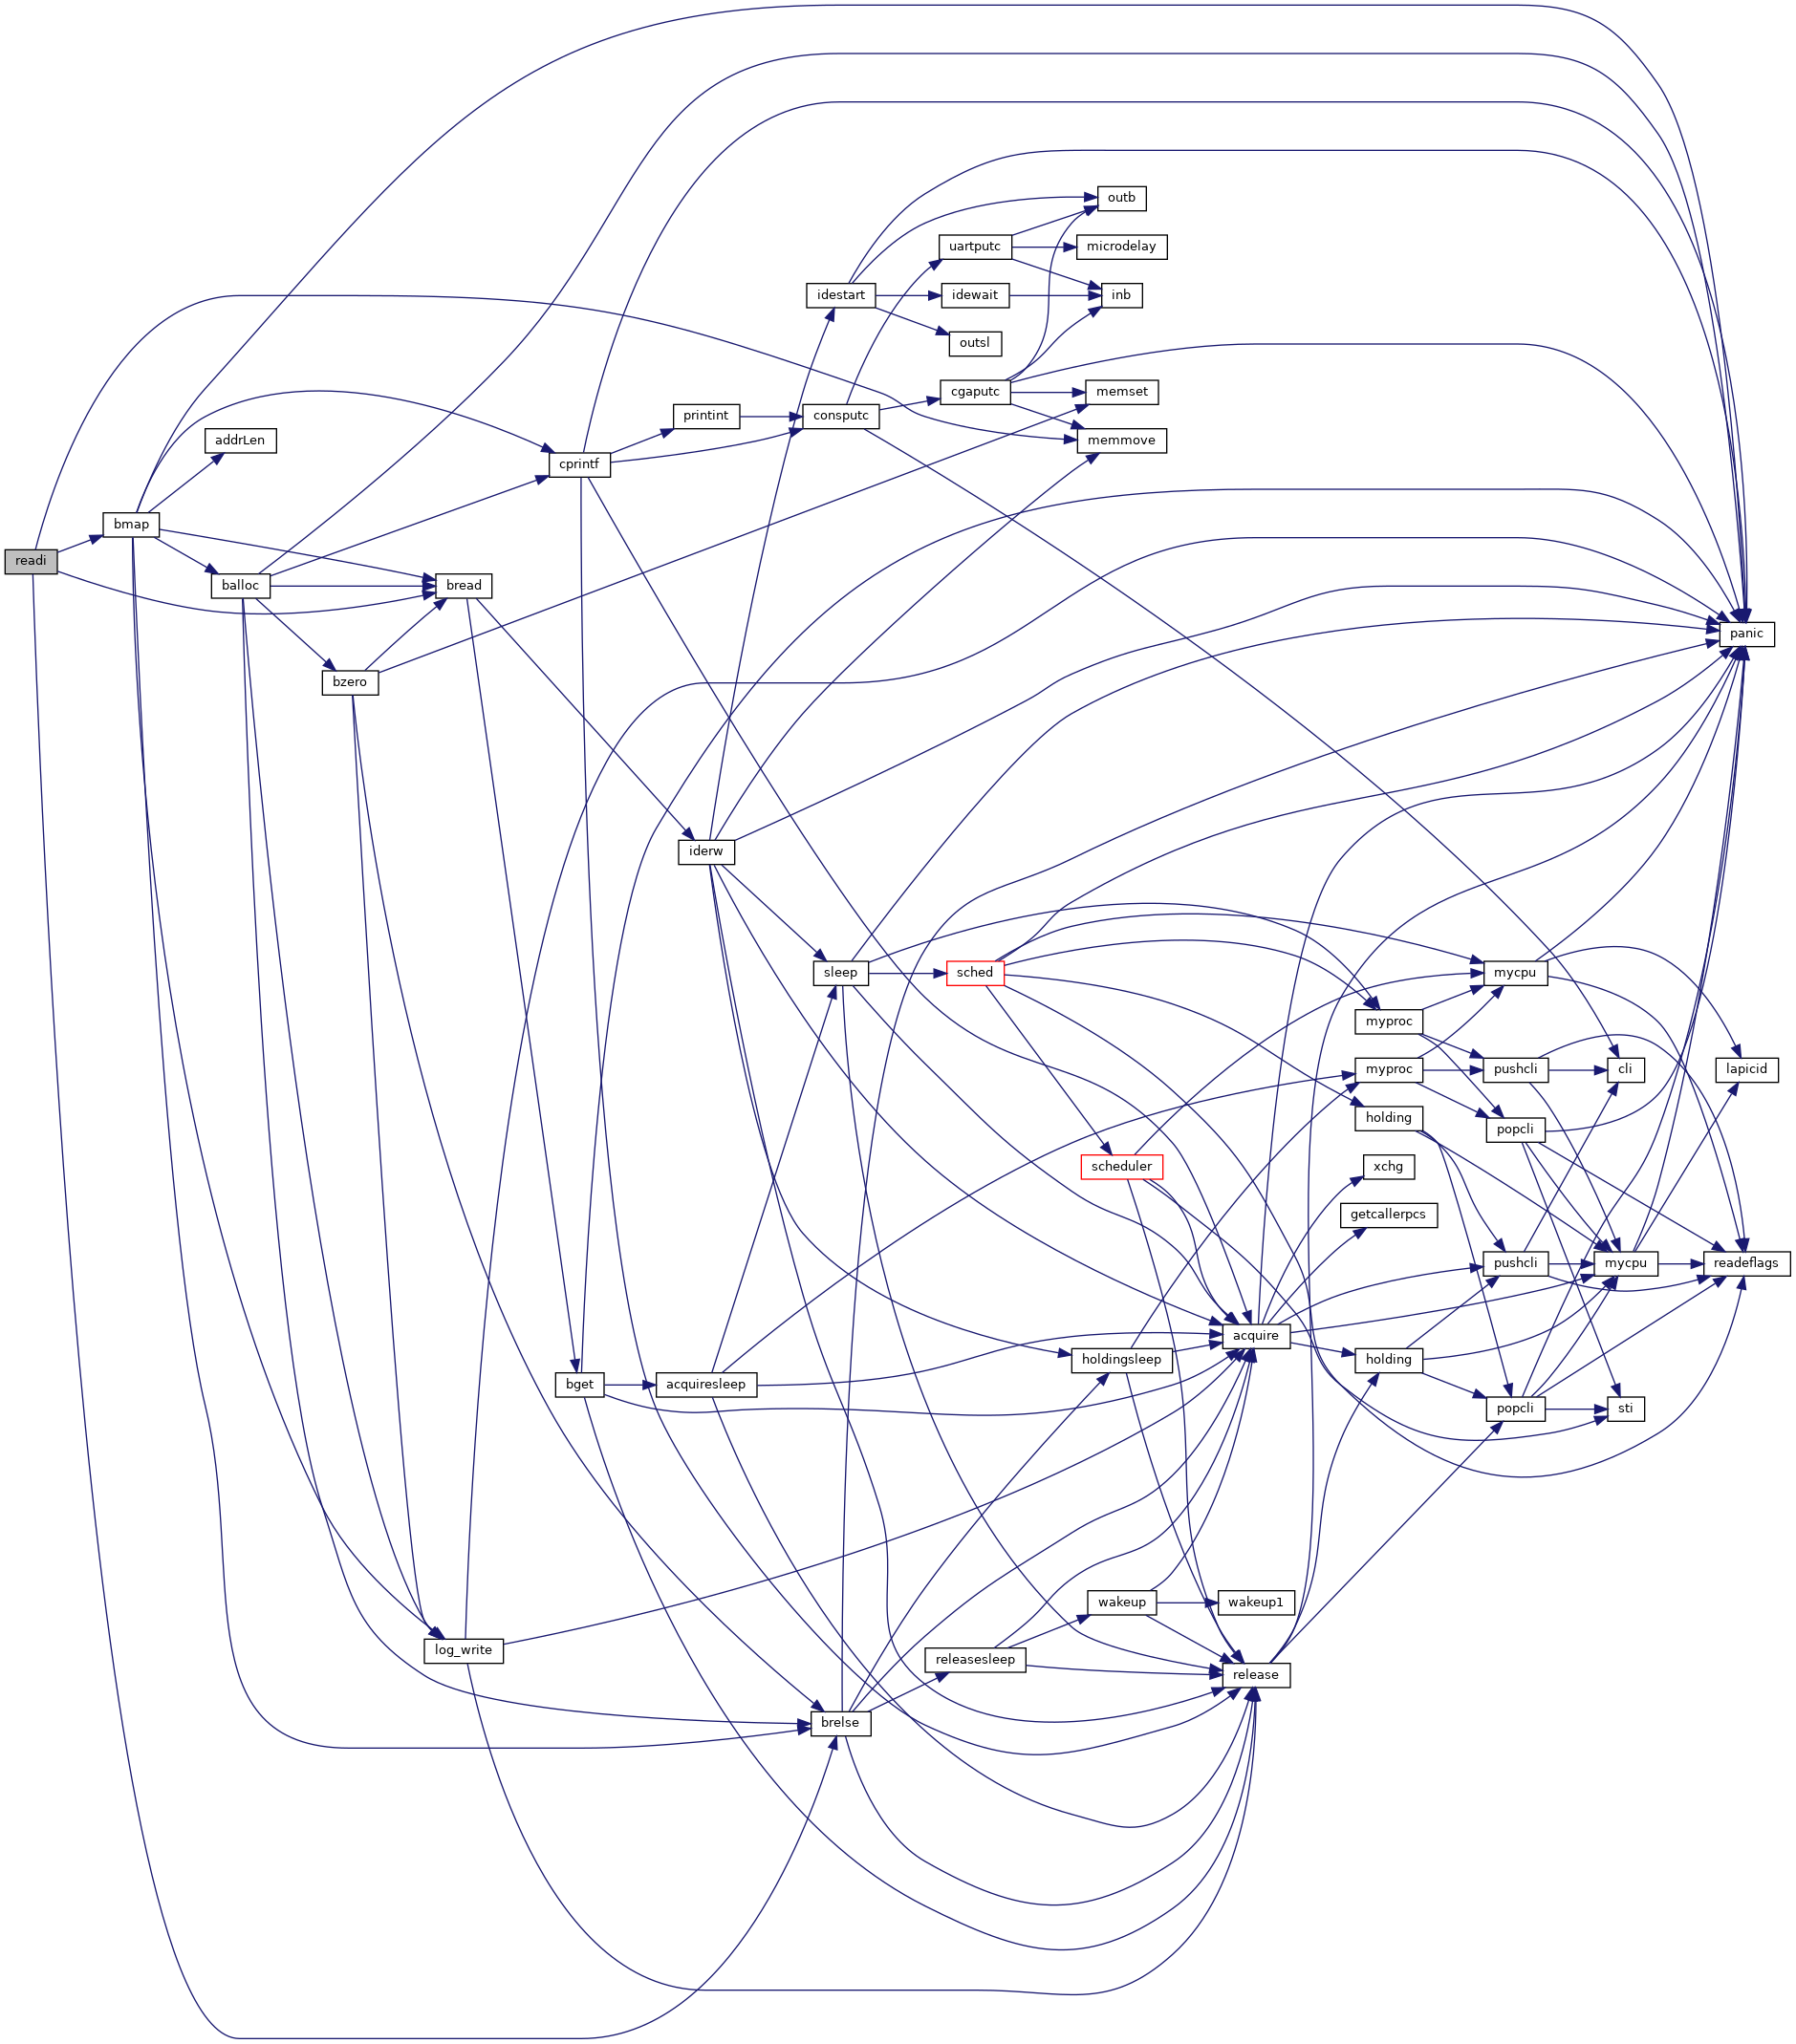 outb
uartputc
microdelay
idestart
idewait
inb
outsl
cgaputc
memset
printint
consputc
addrLen
memmove
cprintf
bmap
readi
balloc
bread
panic
bzero
iderw
sleep
sched
mycpu
myproc
myproc
pushcli
cli
lapicid
holding
popcli
scheduler
xchg
getcallerpcs
pushcli
mycpu
readeflags
acquire
holdingsleep
holding
bget
acquiresleep
popcli
sti
wakeup
wakeup1
log_write
releasesleep
release
brelse